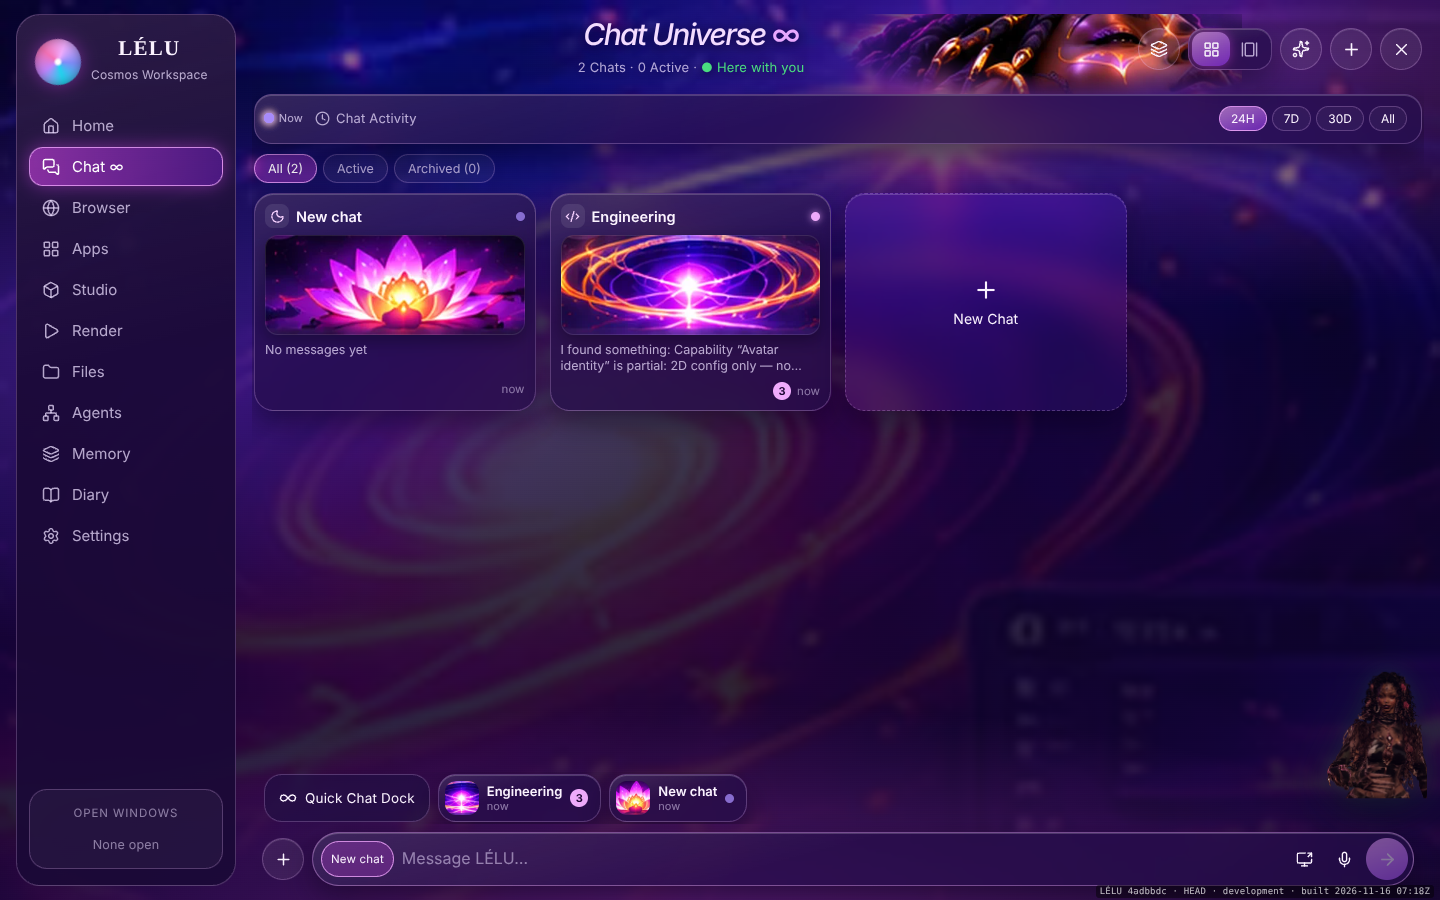 LÉLU
Cosmos Workspace
Home
Chat ∞
Browser
Apps
Studio
Render
Files
Agents
Memory
Diary
Settings
OPEN WINDOWS
None open
Chat Universe ∞
2 Chats · 0 Active · Here with you
Now
Chat Activity
24H
7D
30D
All
All (2)
Active
Archived (0)
New chat
No messages yet
now
Engineering
I found something: Capability “Avatar
identity” is partial: 2D config only — no...
3 now
New Chat
Quick Chat Dock
Engineering
now
3
New chat
now
New chat
Message LÉLU...
LÉLU 4adbbdc · HEAD · development · built 2026-11-16 07:18Z